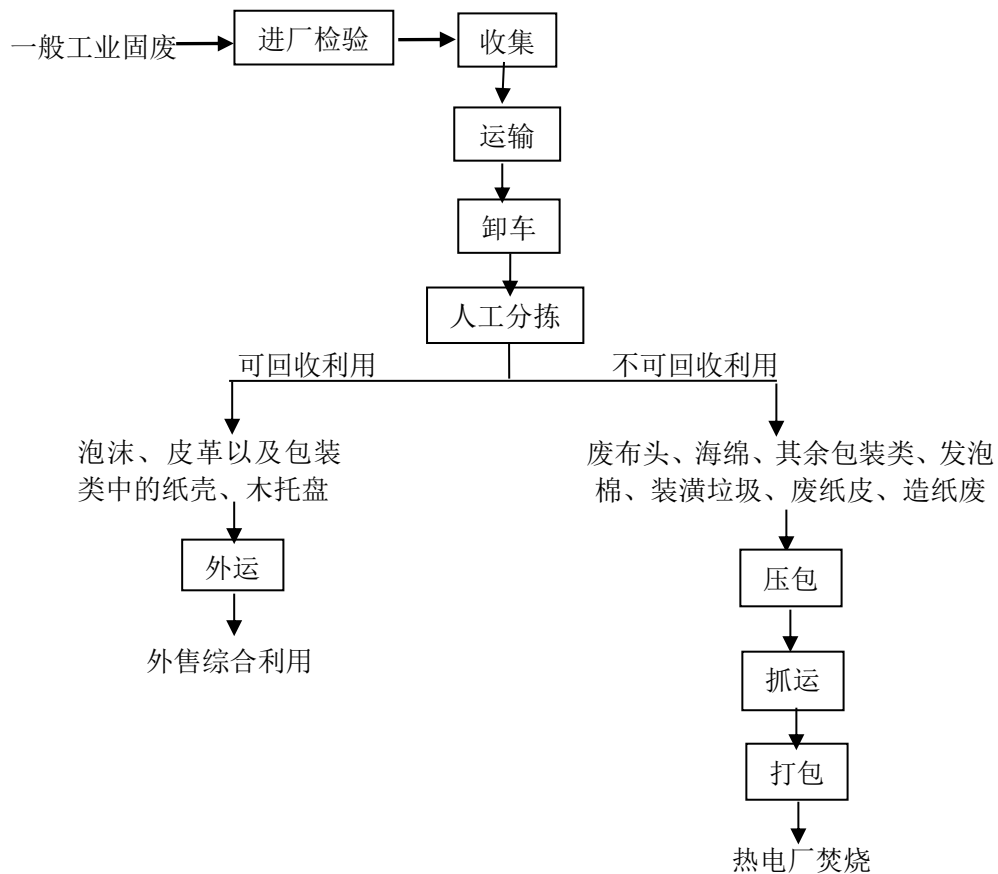 一般工业固废
进厂检验
收集
运输
卸车
人工分拣
可回收利用
不可回收利用
泡沫、皮革以及包装
类中的纸壳、木托盘
废布头、海绵、其余包装类、发泡
棉、装潢垃圾、废纸皮、造纸废
外运
压包
外售综合利用
抓运
打包
热电厂焚烧